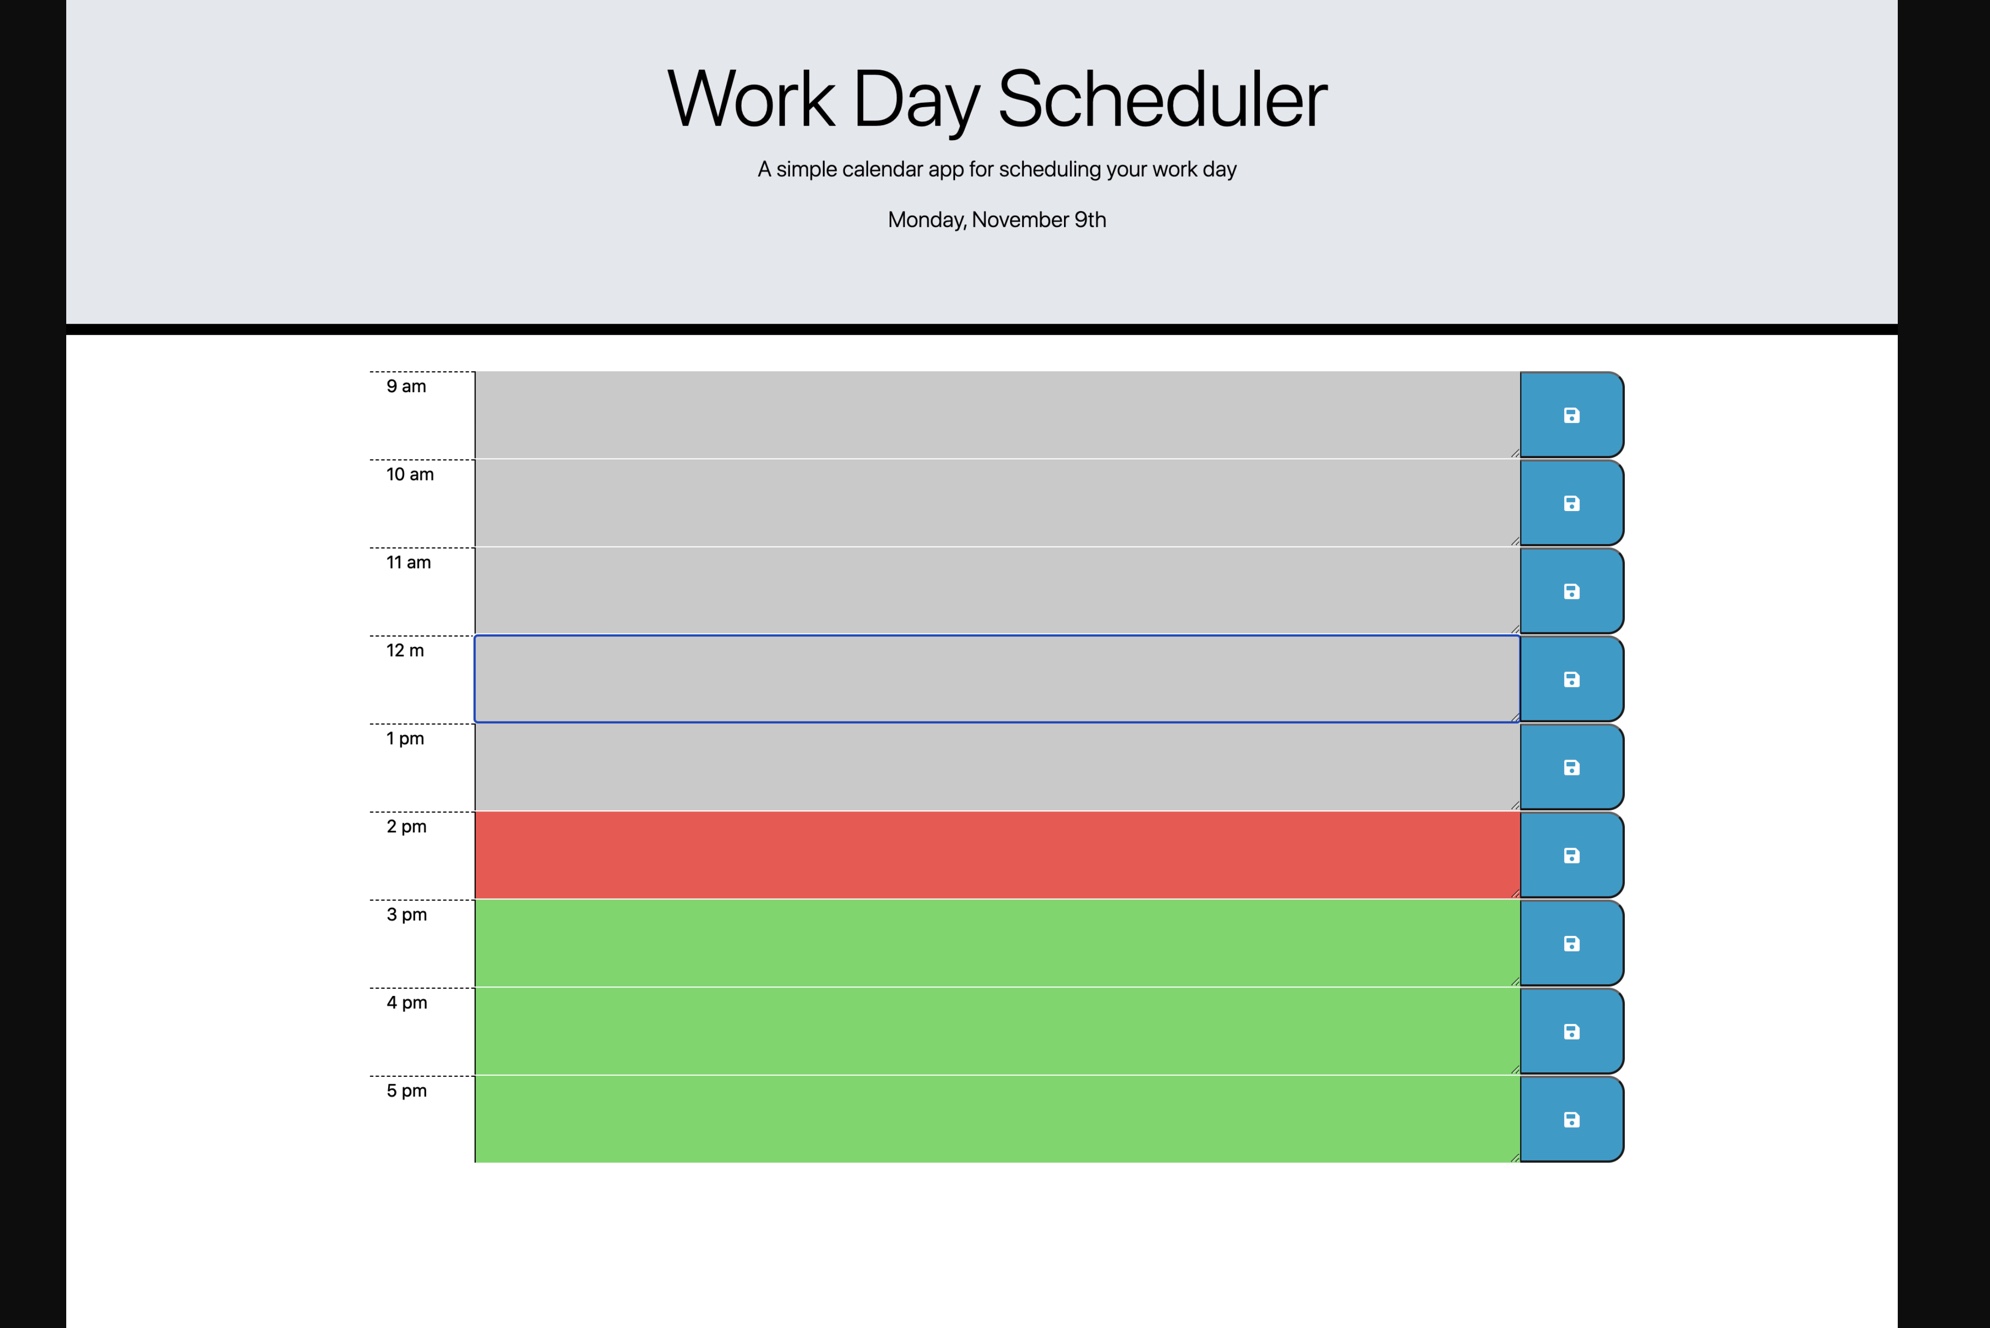 Work Day Scheduler
A simple calendar app for scheduling your work day
Monday, November 9th
9 am
10 am
11 am
12 m
1 pm
2 pm
3 pm
4 pm
5 pm